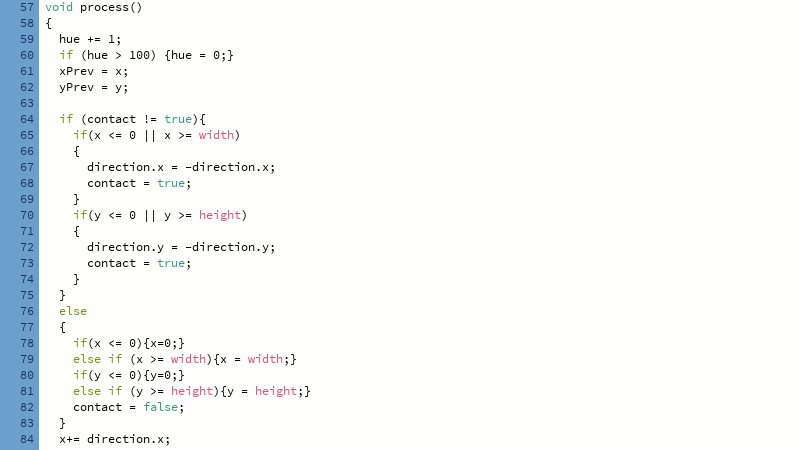 57 void process()
58 {
59   hue += 1;
60   if (hue > 100) {hue = 0;}
61   xPrev = x;
62   yPrev = y;
63
64   if (contact != true){
65     if(x <= 0 || x >= width)
66     {
67       direction.x = -direction.x;
68       contact = true;
69     }
70     if(y <= 0 || y >= height)
71     {
72       direction.y = -direction.y;
73       contact = true;
74     }
75   }
76   else
77   {
78     if(x <= 0){x=0;}
79     else if (x >= width){x = width;}
80     if(y <= 0){y=0;}
81     else if (y >= height){y = height;}
82     contact = false;
83   }
84   x+= direction.x;